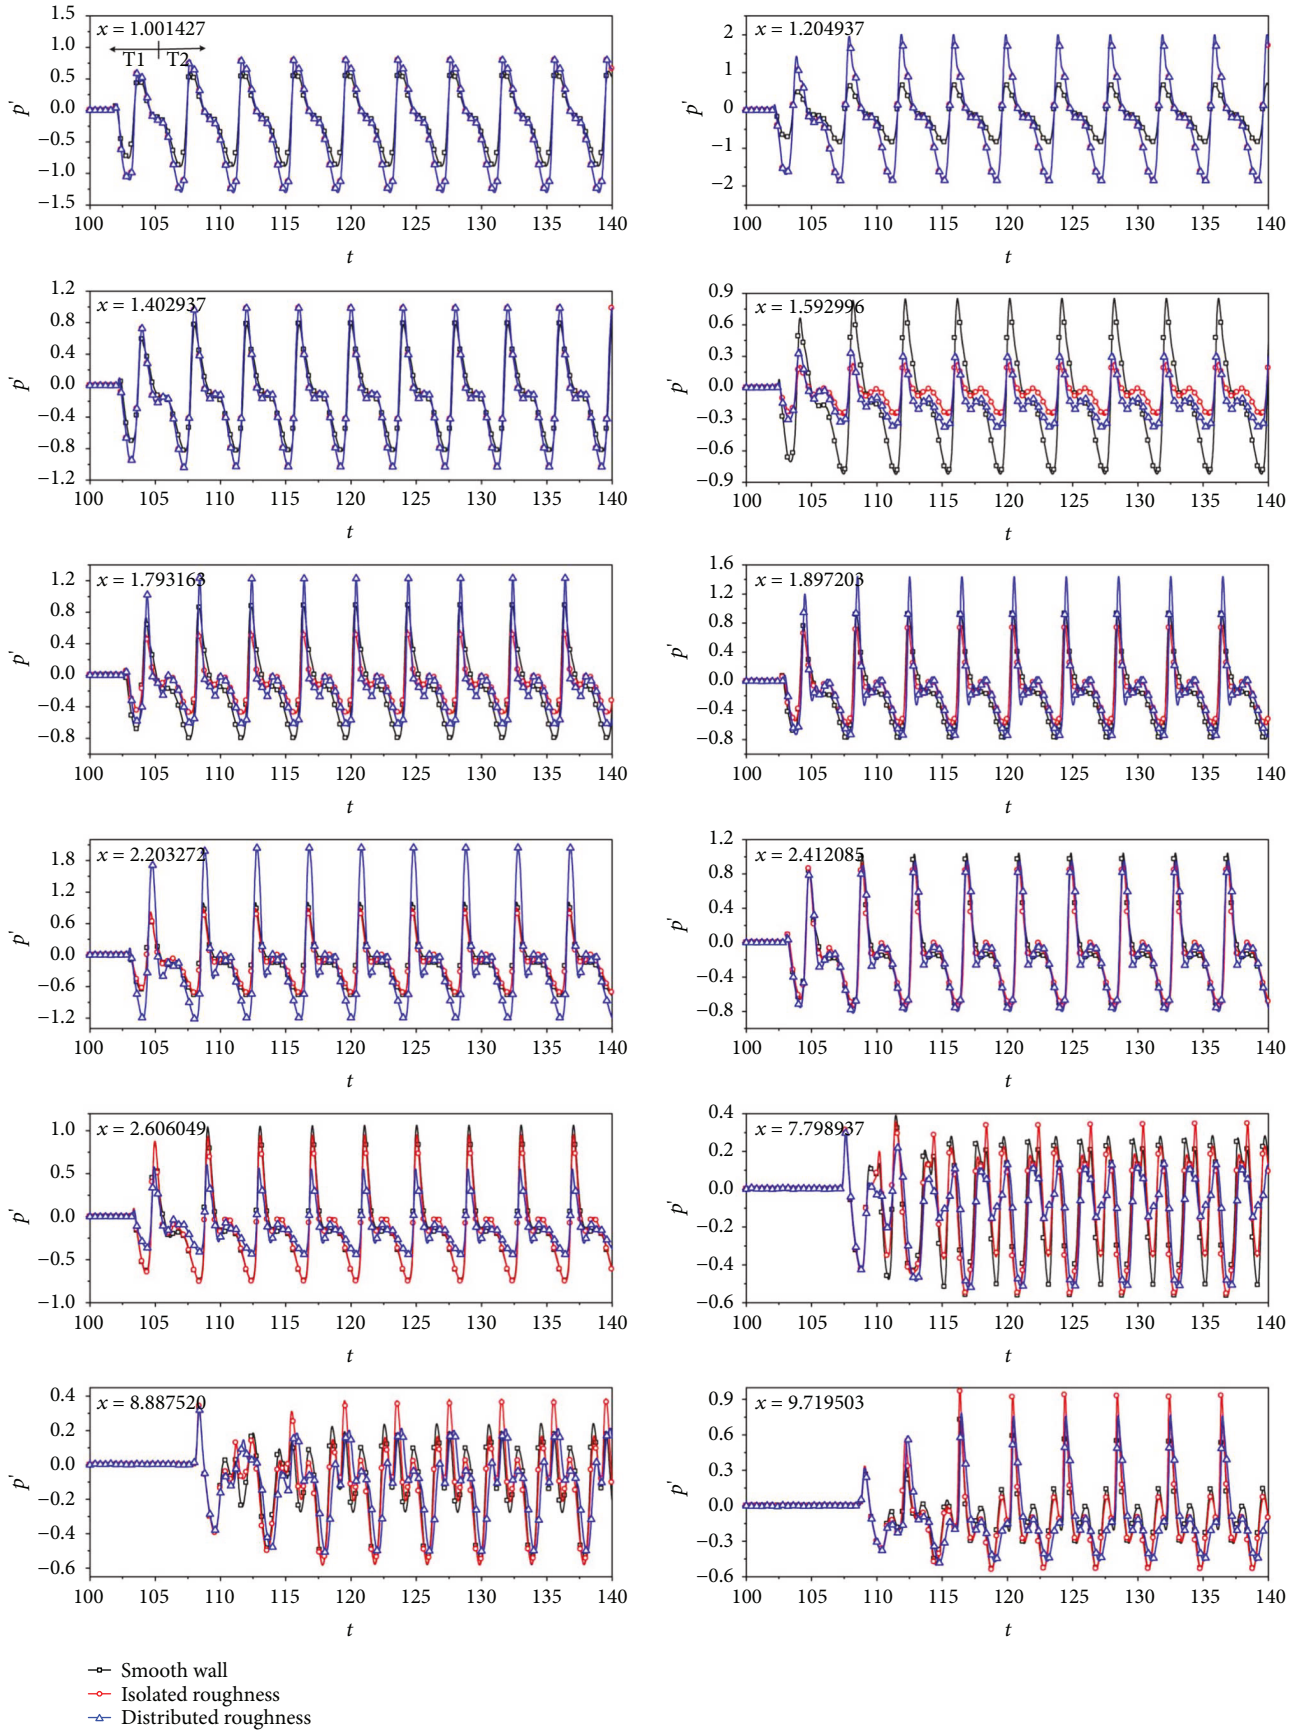 x = 1.001427
T1 T2
1.5
1.0
0.5
0.0
−0.5
−1.0
−1.5
p'
100 105 110 115 120 125 130 135 140
t
x = 1.204937
2
1
0
−1
−2
p'
100 105 110 115 120 125 130 135 140
t
x = 1.402937
1.2
0.8
0.4
0.0
−0.4
−0.8
−1.2
p'
100 105 110 115 120 125 130 135 140
t
x = 1.592996
0.9
0.6
0.3
0.0
−0.3
−0.6
−0.9
p'
100 105 110 115 120 125 130 135 140
t
x = 1.793163
1.2
0.8
0.4
0.0
−0.4
−0.8
p'
100 105 110 115 120 125 130 135 140
t
x = 1.897203
1.6
1.2
0.8
0.4
0.0
−0.4
−0.8
p'
100 105 110 115 120 125 130 135 140
t
x = 2.203272
1.8
1.2
0.6
0.0
−0.6
−1.2
p'
100 105 110 115 120 125 130 135 140
t
x = 2.412085
1.2
0.8
0.4
0.0
−0.4
−0.8
p'
100 105 110 115 120 125 130 135 140
t
x = 2.606049
1.0
0.5
0.0
−0.5
−1.0
p'
100 105 110 115 120 125 130 135 140
t
x = 7.798937
0.4
0.2
0.0
−0.2
−0.4
−0.6
p'
100 105 110 115 120 125 130 135 140
t
x = 8.887520
0.4
0.2
0.0
−0.2
−0.4
−0.6
p'
100 105 110 115 120 125 130 135 140
t
x = 9.719503
0.9
0.6
0.3
0.0
−0.3
−0.6
p'
100 105 110 115 120 125 130 135 140
t
Smooth wall
Isolated roughness
Distributed roughness